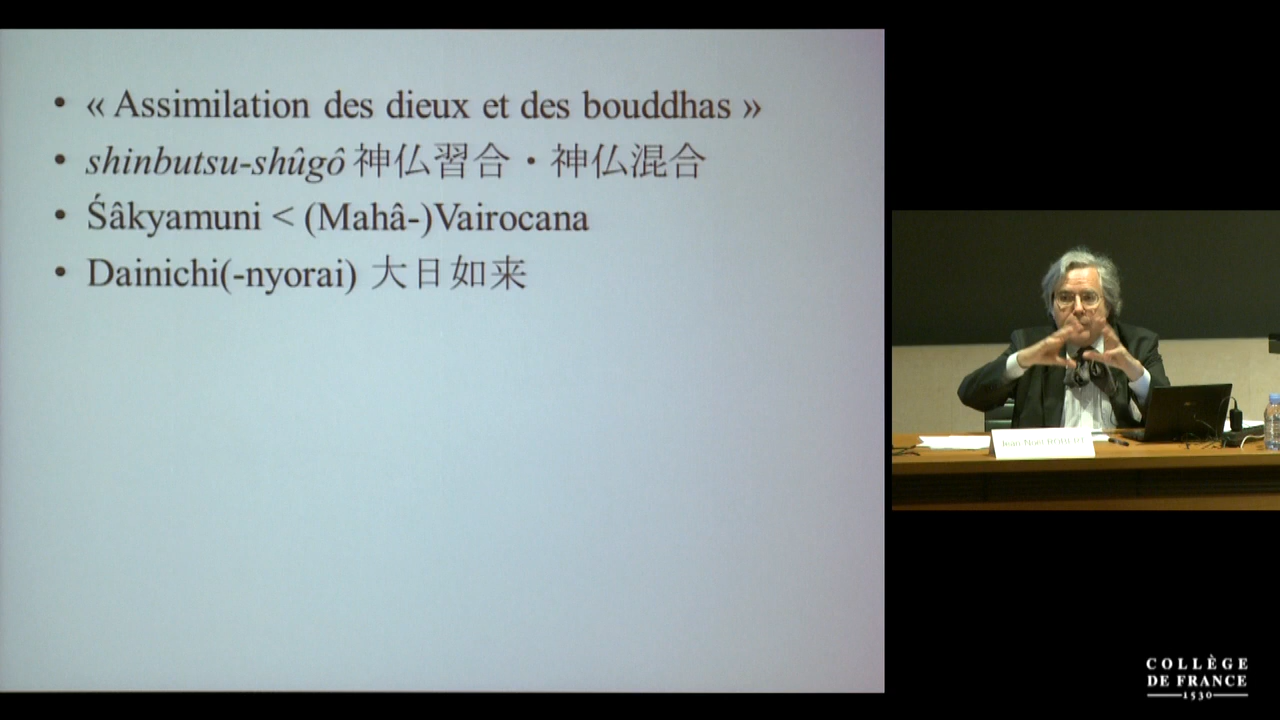 • « Assimilation des dieux et des bouddhas »
• shinbutsu-shûgô 神仏習合・神仏混合
• Śâkyamuni < (Mahâ-)Vairocana
• Dainichi(-nyorai) 大日如来
COLLÈGE
DE FRANCE
1530